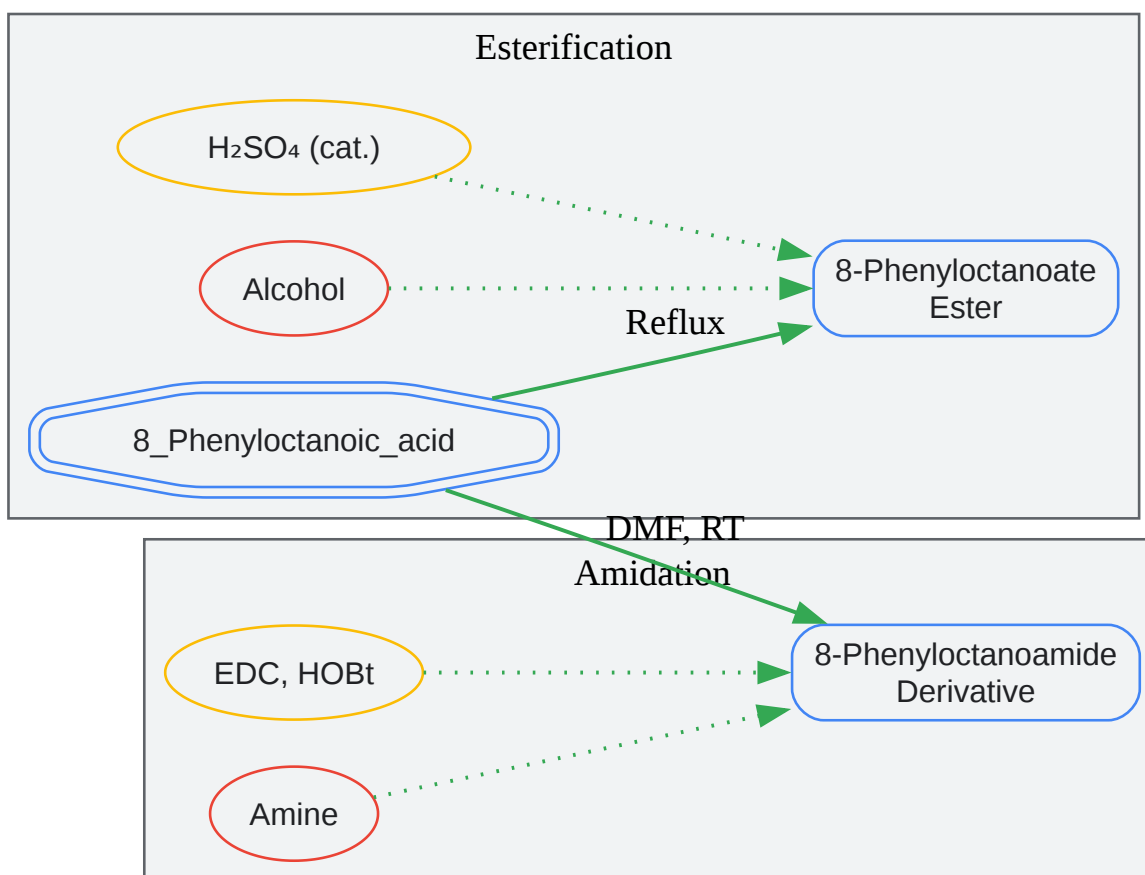 Esterification
H₂SO₄ (cat.)
Alcohol
8-Phenyloctanoate
Ester
Reflux
8_Phenyloctanoic_acid
DMF, RT
Amidation
EDC, HOBt
8-Phenyloctanoamide
Derivative
Amine